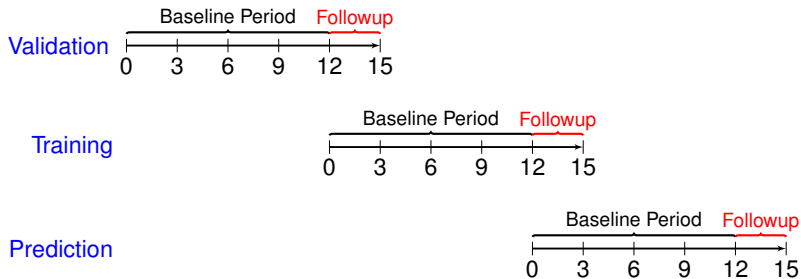 Baseline Period Followup
Validation
0 3 6 9 12 15
Baseline Period Followup
Training
0 3 6 9 12 15
Baseline Period Followup
Prediction
0 3 6 9 12 15